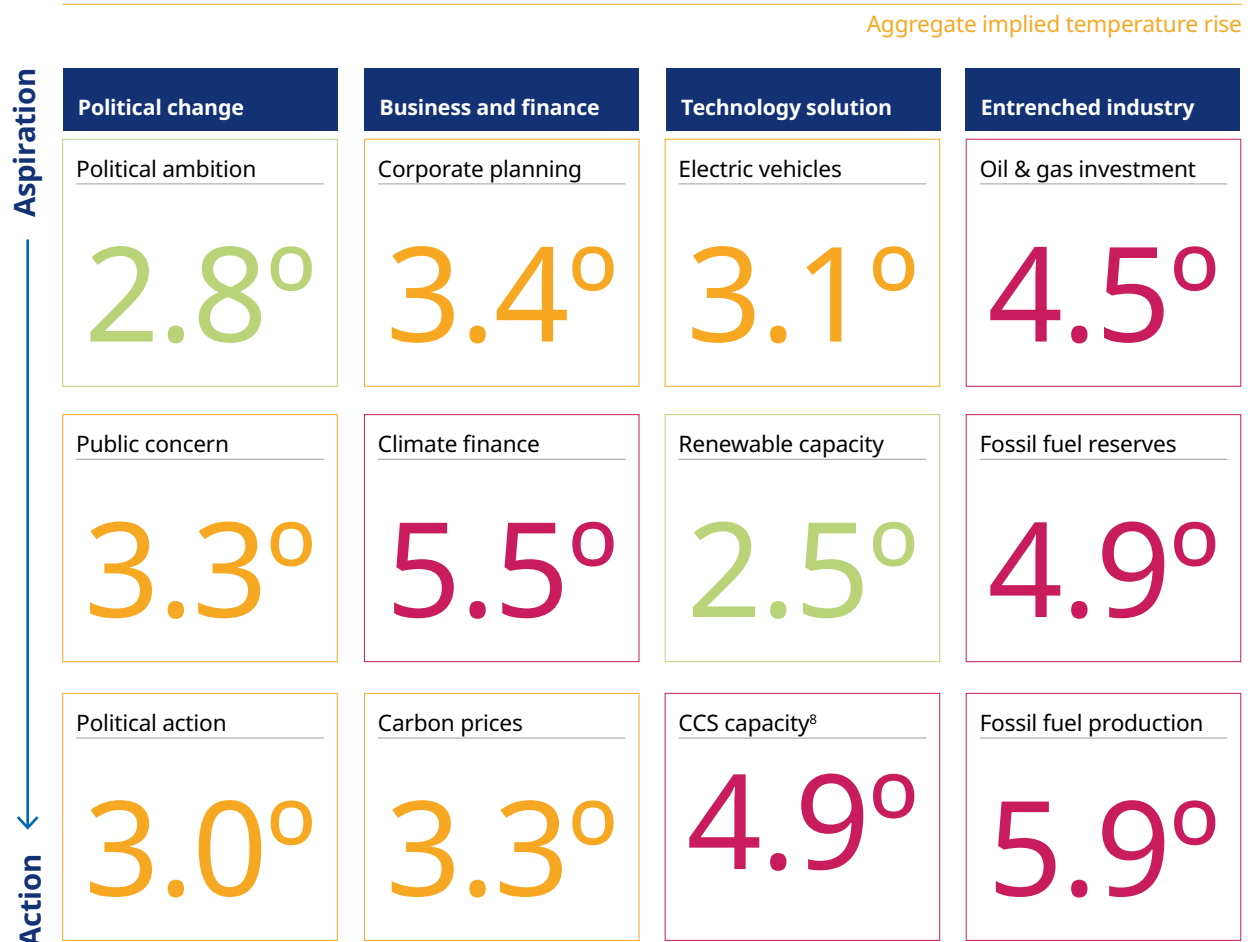 Aggregate implied temperature rise
Aspiration
Political change
Business and finance
Technology solution
Entrenched industry
Political ambition
2.8º
Corporate planning
3.4º
Electric vehicles
3.1º
Oil & gas investment
4.5º
Public concern
3.3º
Climate finance
5.5º
Renewable capacity
2.5º
Fossil fuel reserves
4.9º
Political action
3.0º
Carbon prices
3.3º
CCS capacity⁸
4.9º
Fossil fuel production
5.9º
Action